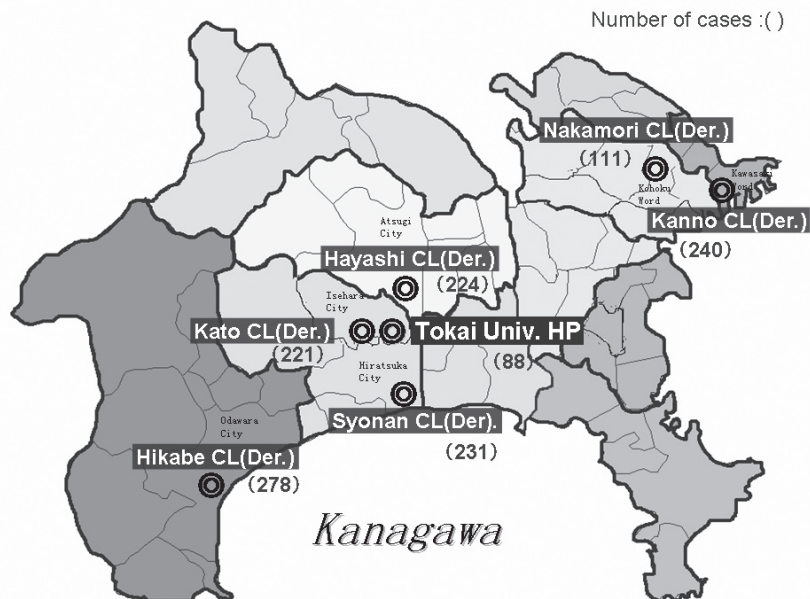 Number of cases :( )
Nakamori CL(Der.)
(111)
Kawasaki
Word
Kohoku
Word
Kanno CL(Der.)
(240)
Atsugi
City
Hayashi CL(Der.)
(224)
Isehara
City
Kato CL(Der.)
(221)
Tokai Univ. HP
(88)
Hiratsuka
City
Syonan CL(Der).
(231)
Odawara
City
Hikabe CL(Der.)
(278)
Kanagawa